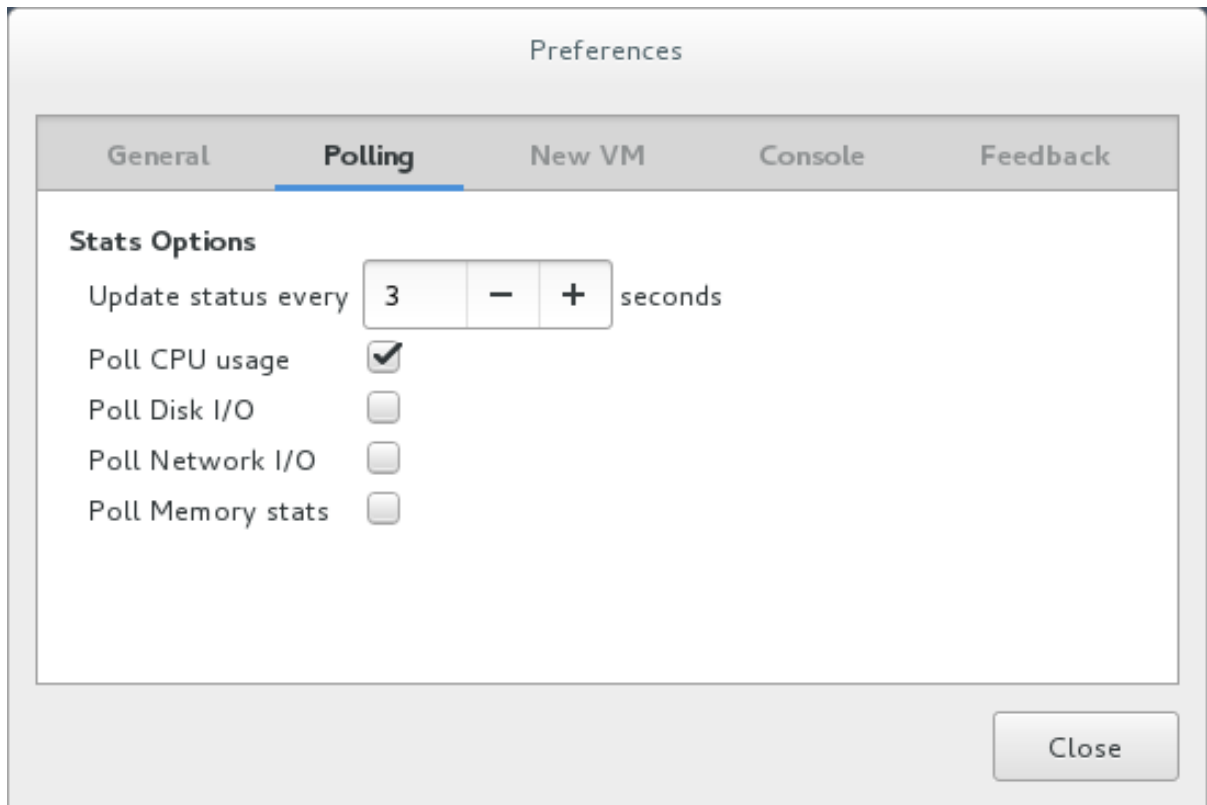 Preferences
General Polling New VM Console Feedback
Stats Options
Update status every 3 − + seconds
Poll CPU usage
Poll Disk I/O
Poll Network I/O
Poll Memory stats
Close